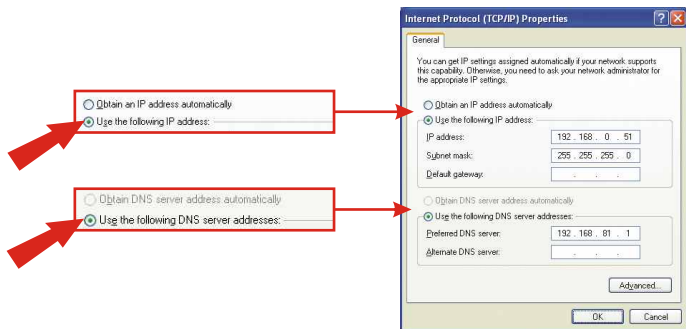 Obtain an IP address automatically
Use the following IP address:
Obtain DNS server address automatically
Use the following DNS server addresses:
Internet Protocol (TCP/IP) Properties
General
You can get IP settings assigned automatically if your network supports
this capability. Otherwise, you need to ask your network administrator for
the appropriate IP settings.
Obtain an IP address automatically
Use the following IP address:
IP address: 192 . 168 . 0 . 51
Subnet mask: 255 . 255 . 255 . 0
Default gateway: . . .
Obtain DNS server address automatically
Use the following DNS server addresses:
Preferred DNS server: 192 . 168 . 81 . 1
Alternate DNS server: . . .
Advanced...
OK Cancel